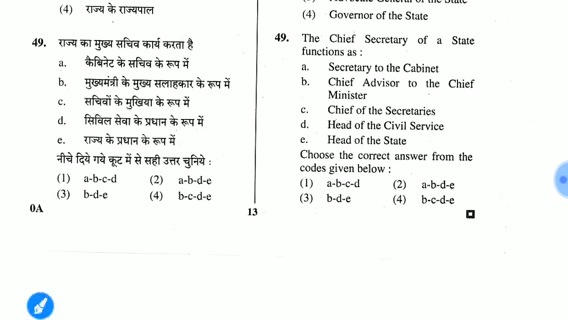 (4) राज्य के राज्यपाल
49. राज्य का मुख्य सचिव कार्य करता है
a. कैबिनेट के सचिव के रूप में
b. मुख्यमंत्री के मुख्य सलाहकार के रूप में
c. सचिवों के मुखिया के रूप में
d. सिविल सेवा के प्रधान के रूप में
e. राज्य के प्रधान के रूप में
नीचे दिये गये कूट में से सही उत्तर चुनिये :
(1) a-b-c-d (2) a-b-d-e
(3) b-d-e (4) b-c-d-e
0A
(4) Governor of the State
49. The Chief Secretary of a State
functions as :
a. Secretary to the Cabinet
b. Chief Advisor to the Chief
Minister
c. Chief of the Secretaries
d. Head of the Civil Service
e. Head of the State
Choose the correct answer from the
codes given below :
(1) a-b-c-d (2) a-b-d-e
(3) b-d-e (4) b-c-d-e
13